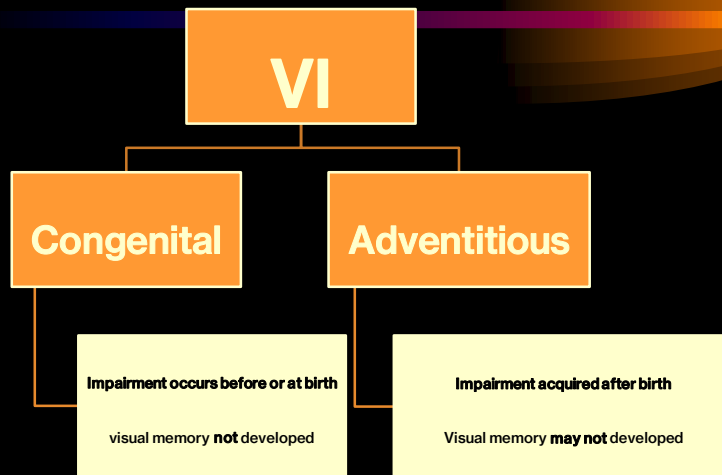 VI
Congenital
Adventitious
Impairment occurs before or at birth
visual memory not developed
Impairment acquired after birth
Visual memory may not developed